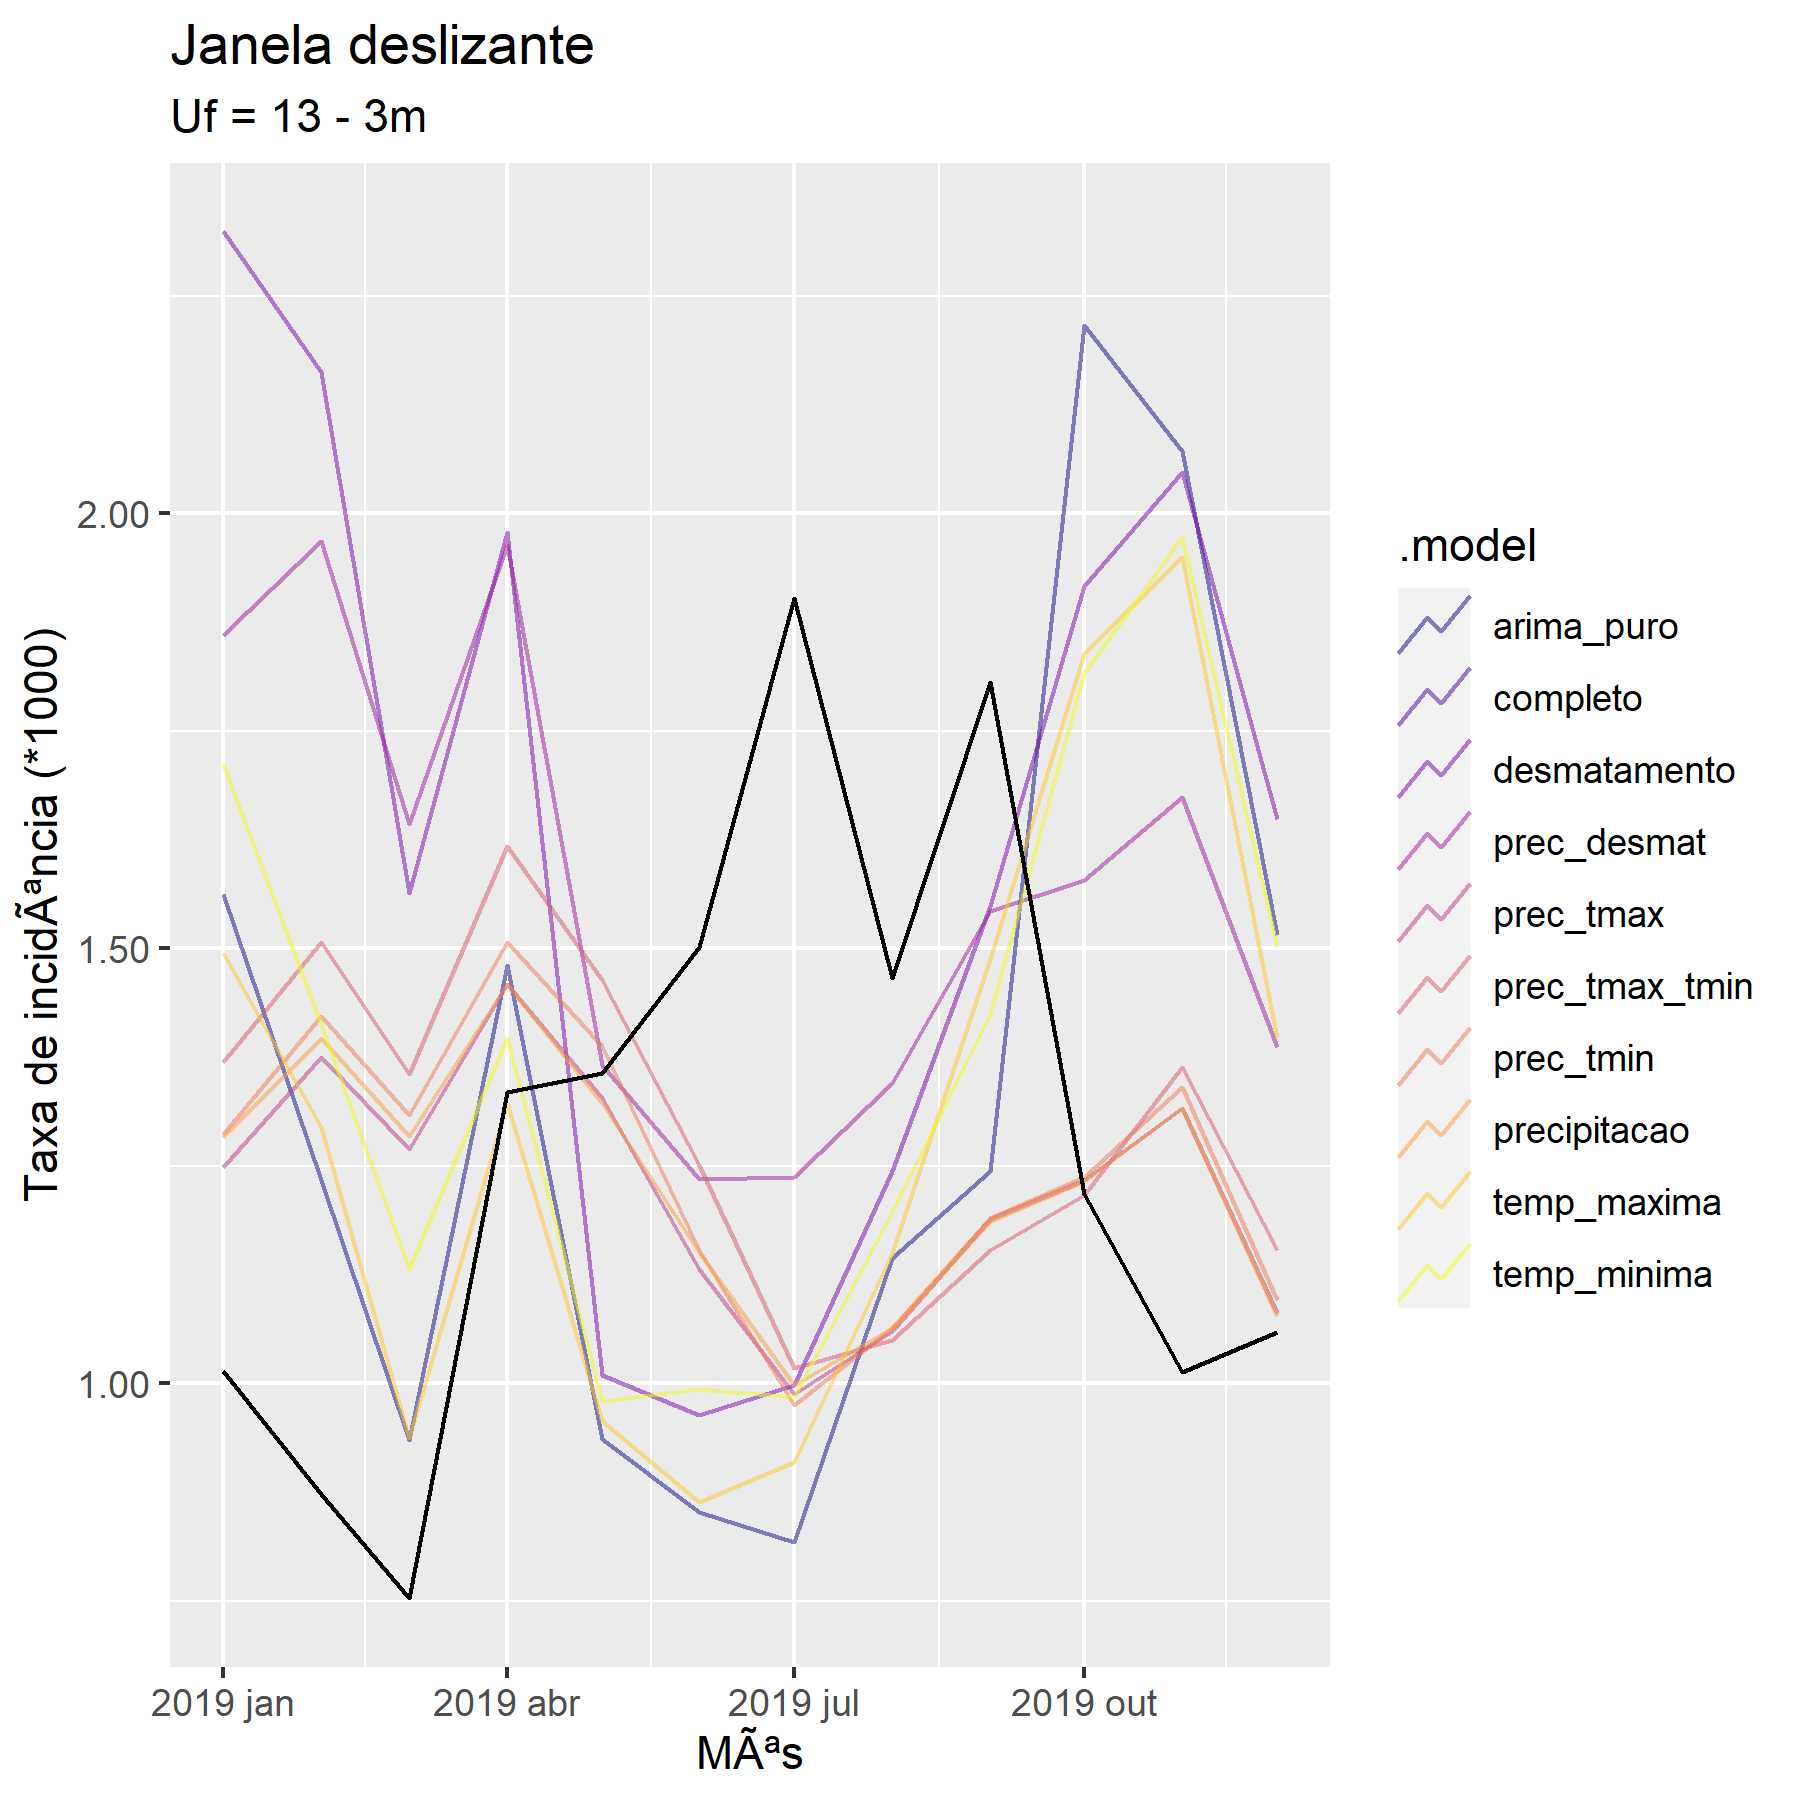 Janela deslizante
Uf = 13 - 3m
Taxa de incidÃªncia (*1000)
2.00
1.50
1.00
2019 jan
2019 abr
2019 jul
2019 out
MÃªs
.model
arima_puro
completo
desmatamento
prec_desmat
prec_tmax
prec_tmax_tmin
prec_tmin
precipitacao
temp_maxima
temp_minima